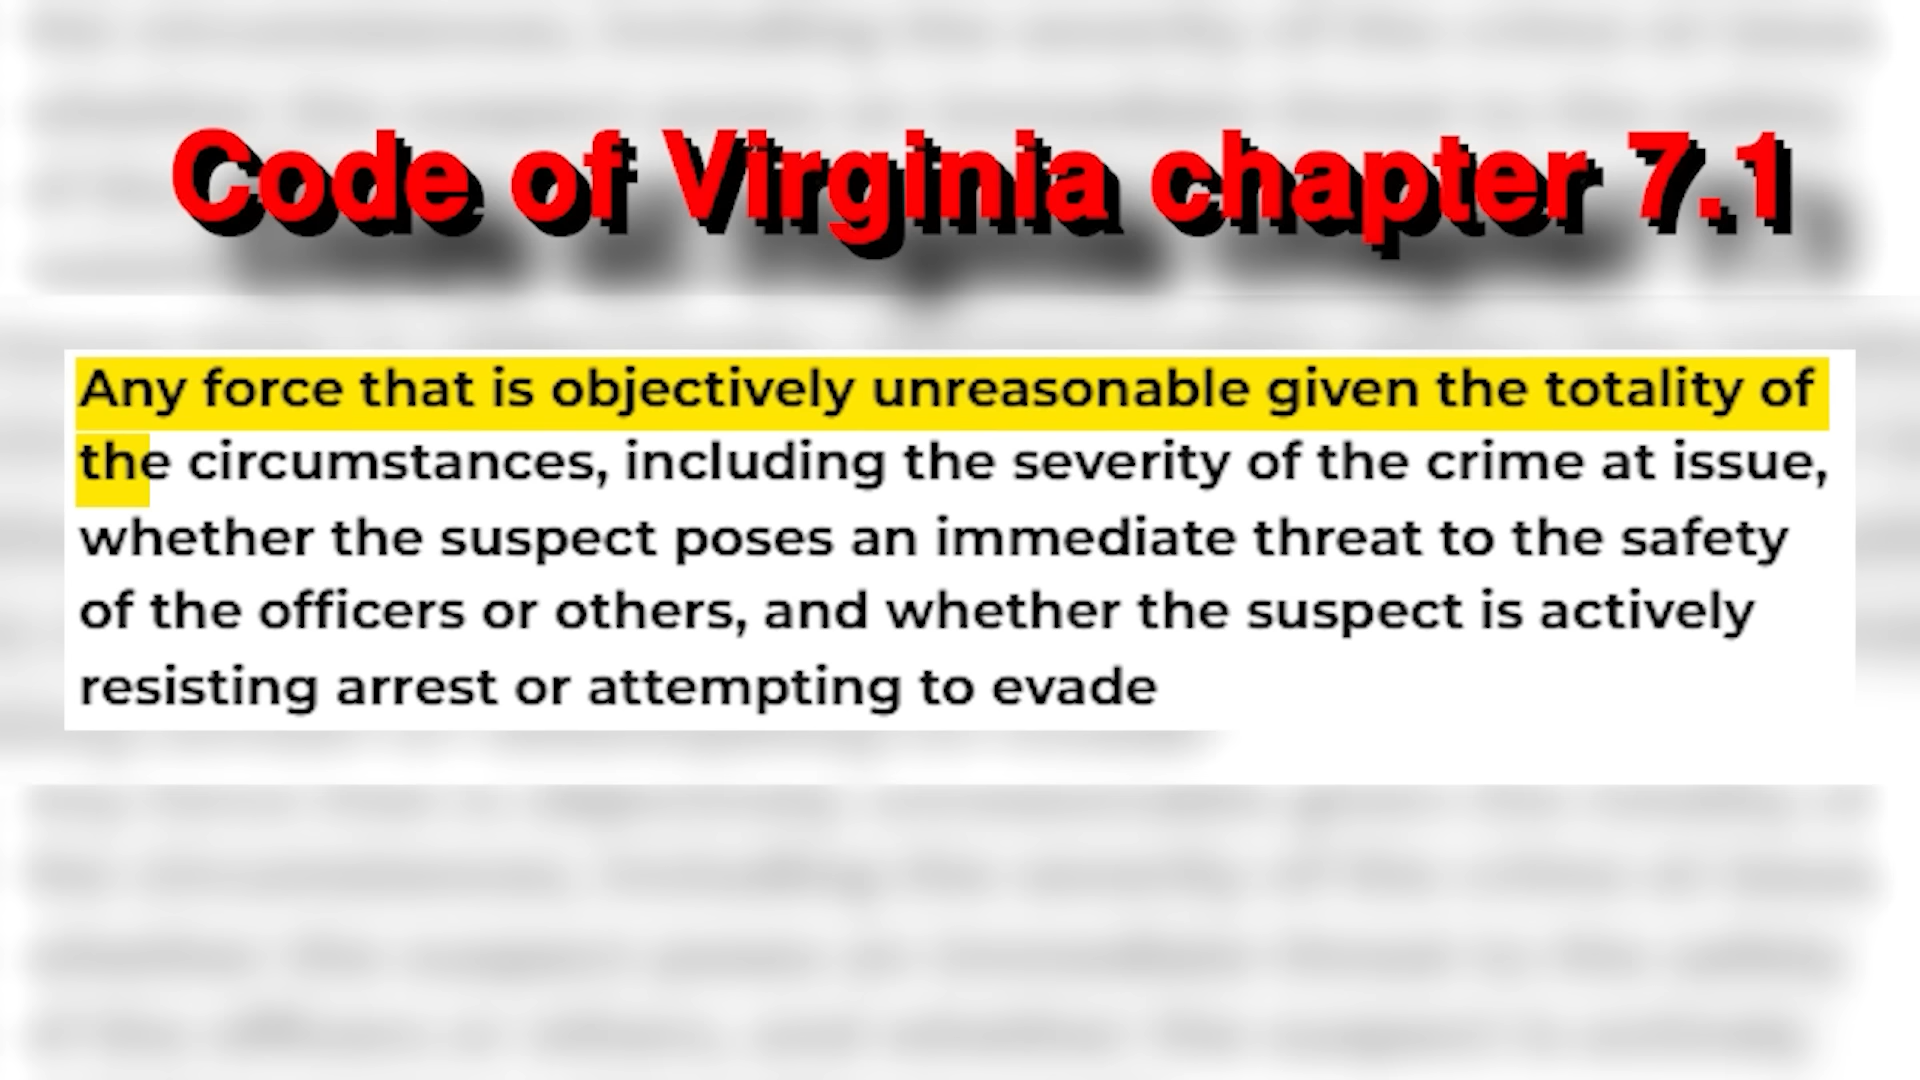 Code of Virginia chapter 7.1
Any force that is objectively unreasonable given the totality of
the circumstances, including the severity of the crime at issue,
whether the suspect poses an immediate threat to the safety
of the officers or others, and whether the suspect is actively
resisting arrest or attempting to evade